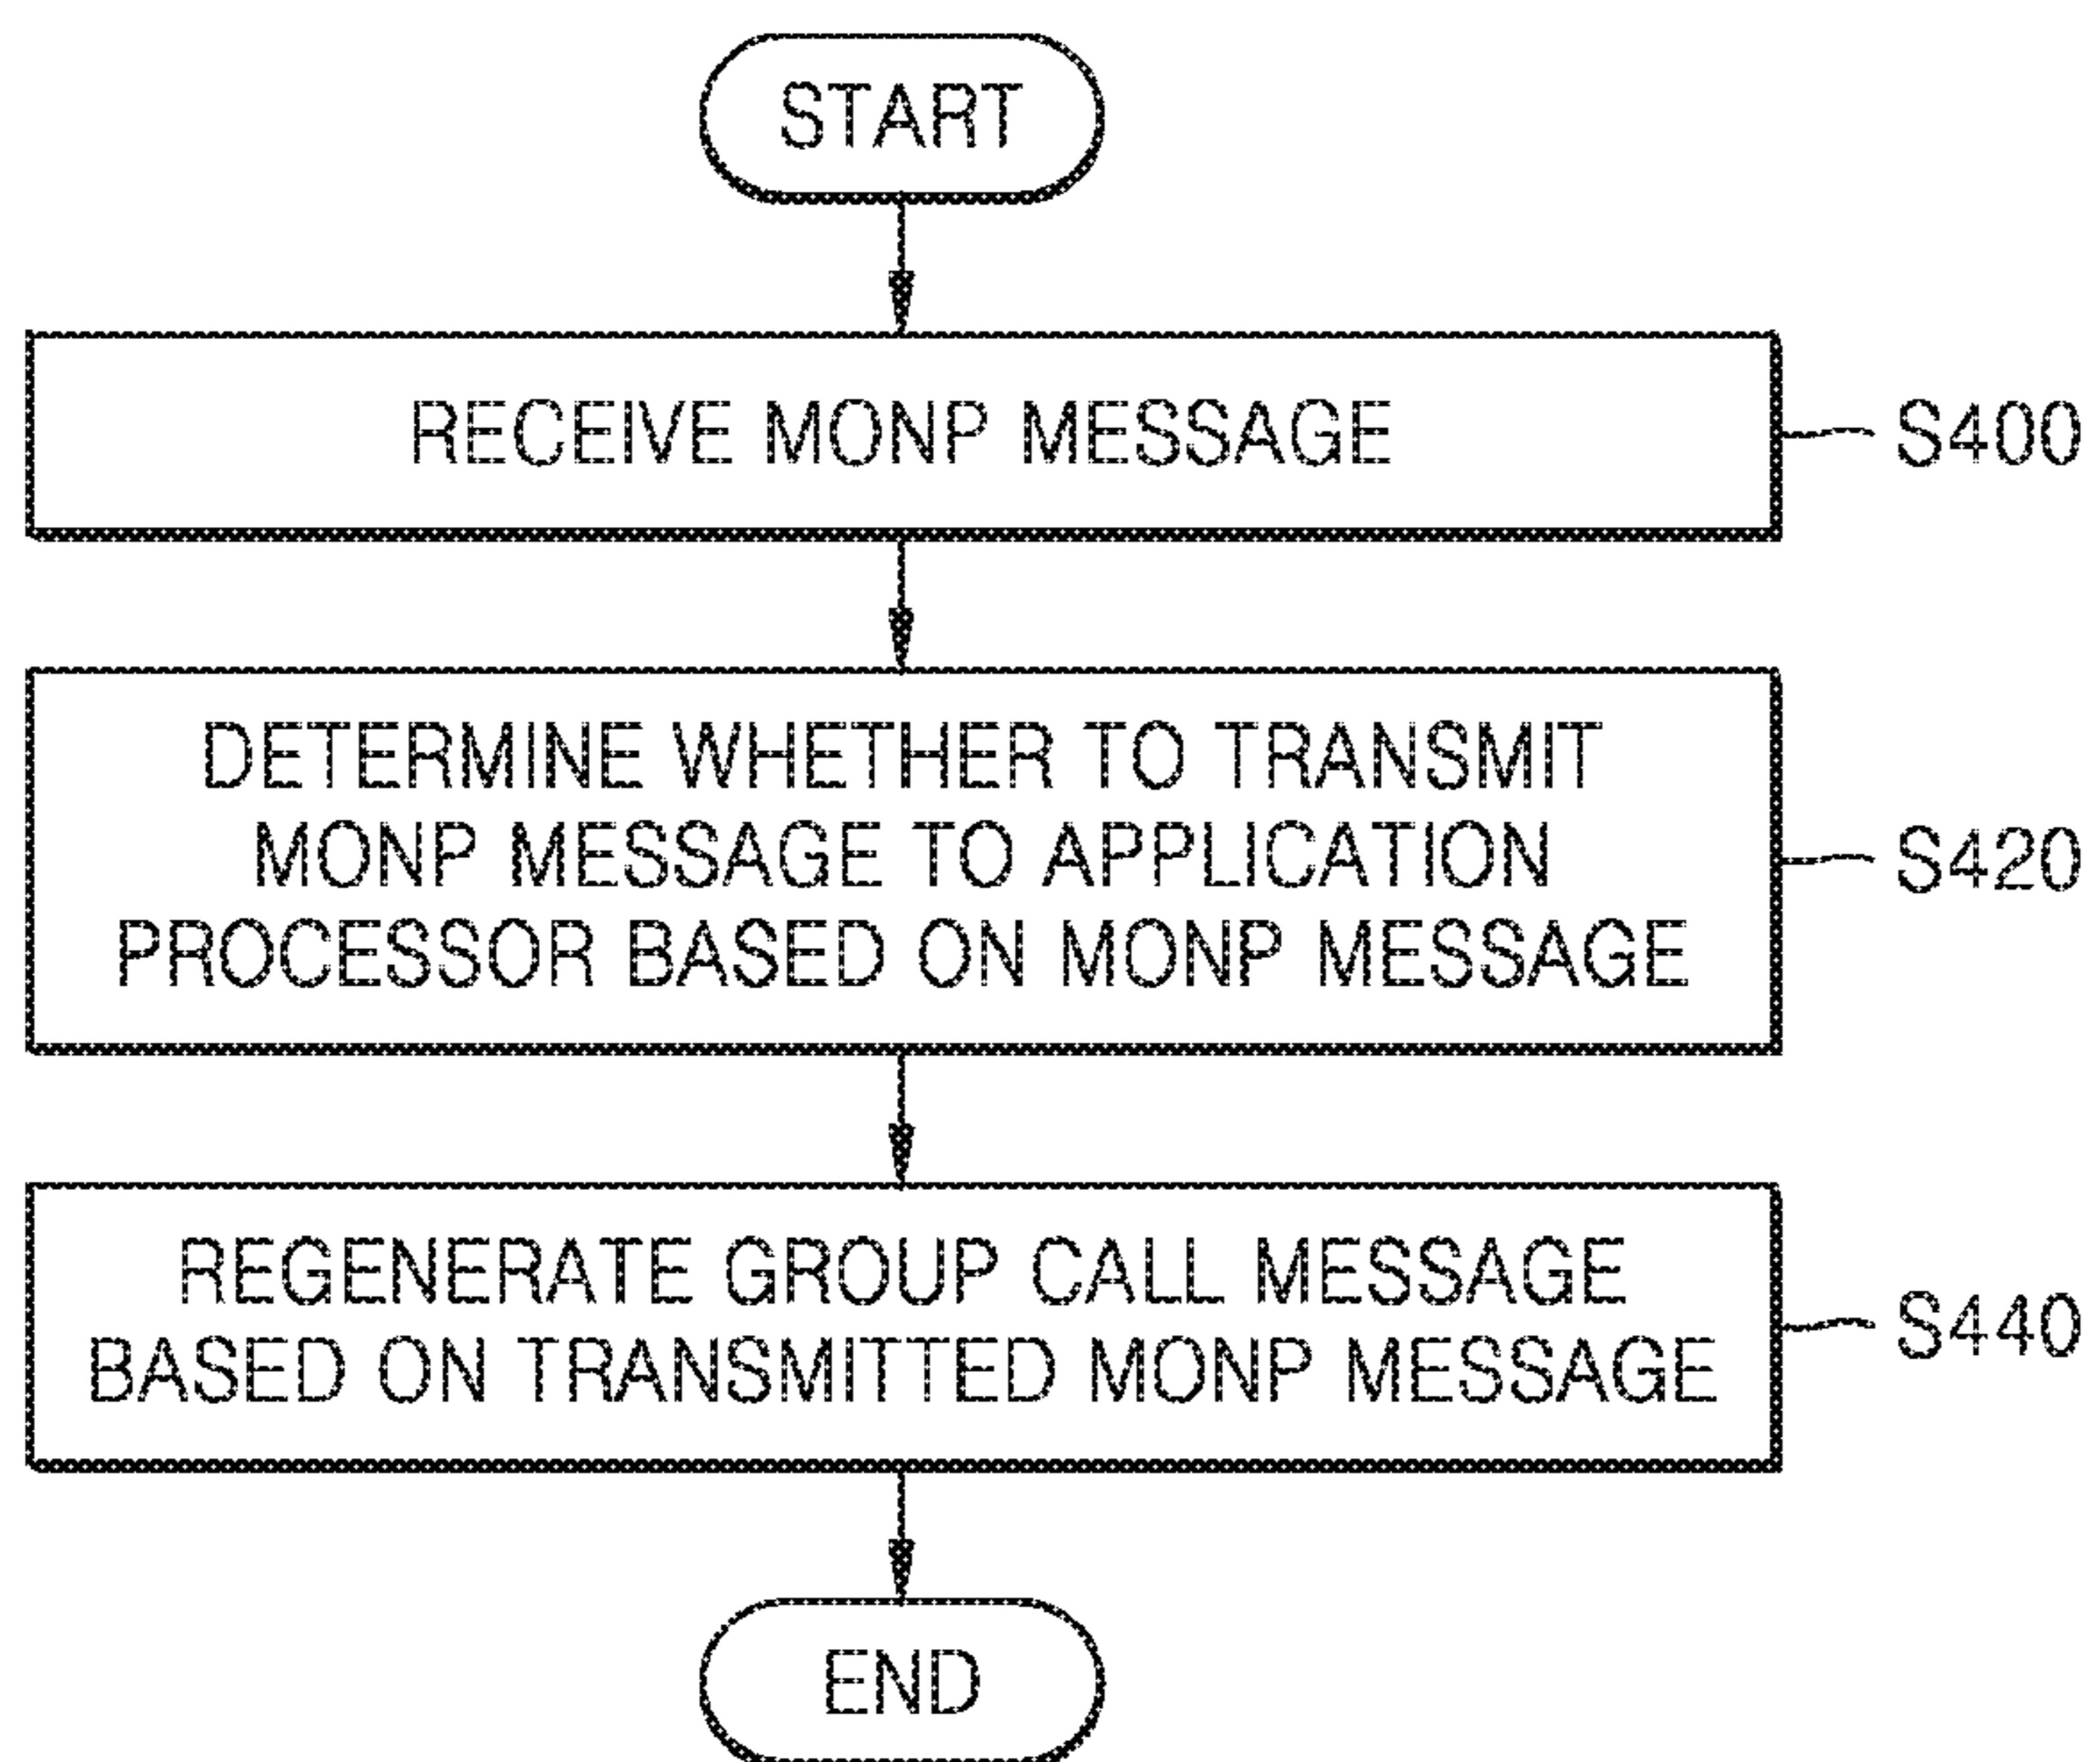 START
RECEIVE MONP MESSAGE
S400
DETERMINE WHETHER TO TRANSMIT
MONP MESSAGE TO APPLICATION
PROCESSOR BASED ON MONP MESSAGE
S420
REGENERATE GROUP CALL MESSAGE
BASED ON TRANSMITTED MONP MESSAGE
S440
END